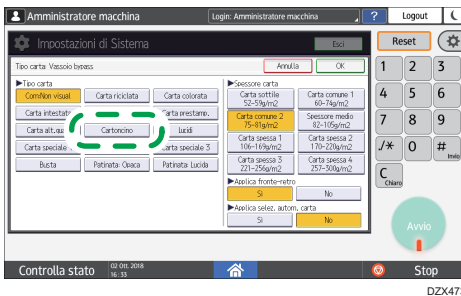 Amministratore macchina
Login: Amministratore macchina
?
Logout
Impostazioni di Sistema
Esci
Reset
Tipo carta: Vassoio bypass
Annulla
OK
►Tipo carta
Com:Non visual
Carta riciclata
Carta colorata
Carta intestata
Carta prestamp.
Carta alt.qua
Cartoncino
Lucidi
Carta speciale
Carta speciale 3
Busta
Patinata: Opaca
Patinata: Lucida
►Spessore carta
Carta sottile
52-59g/m2
Carta comune 1
60-74g/m2
Carta comune 2
75-81g/m2
Spessore medio
82-105g/m2
Carta spessa 1
106-169g/m2
Carta spessa 2
170-220g/m2
Carta spessa 3
221-256g/m2
Carta spessa 4
257-300g/m2
►Applica fronte-retro
Sì
No
►Applica selez. autom. carta
Sì
No
1
2
3
4
5
6
7
8
9
./*
0
#
Invio
C
Chiaro
Avvio
Controlla stato
02 Ott. 2018
16:33
Stop
DZX473